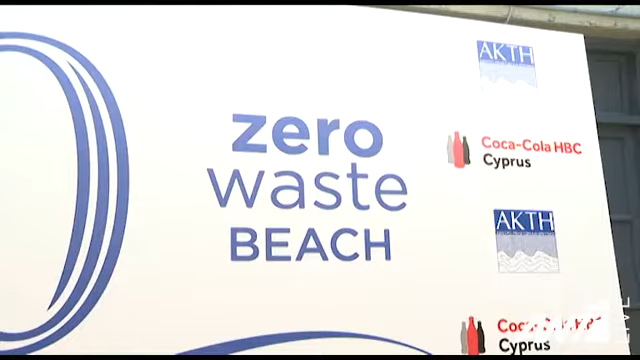 zero
waste
BEACH
AKTH
Coca-Cola HBC
Cyprus
AKTH
Cyprus